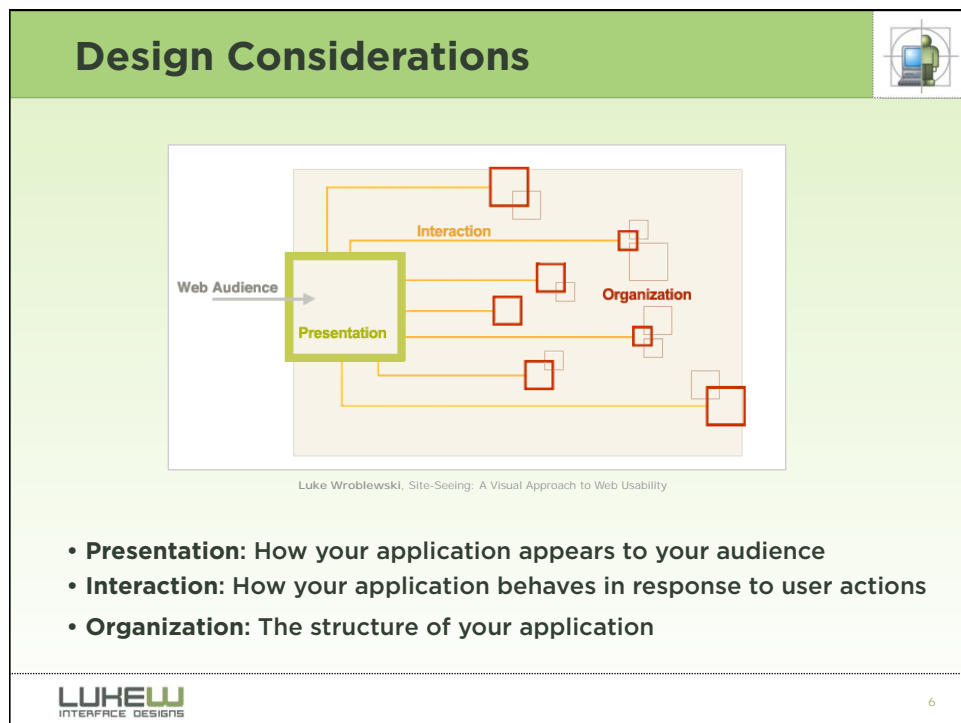 Design Considerations
Interaction
Web Audience
Organization
Presentation
Luke Wroblewski, Site-Seeing: A Visual Approach to Web Usability
• Presentation: How your application appears to your audience
• Interaction: How your application behaves in response to user actions
• Organization: The structure of your application
LUKEW
INTERFACE DESIGNS
6